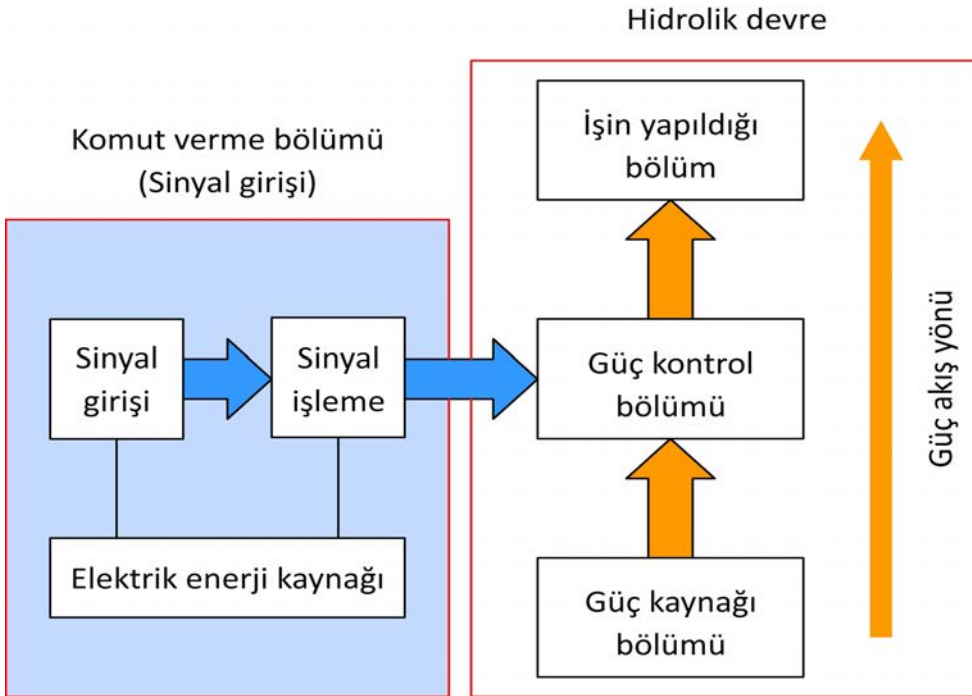 Hidrolik devre
Komut verme bölümü
(Sinyal girişi)
Sinyal
girişi
Sinyal
işleme
Elektrik enerji kaynağı
İşin yapıldığı
bölüm
Güç kontrol
bölümü
Güç kaynağı
bölümü
Güç akış yönü